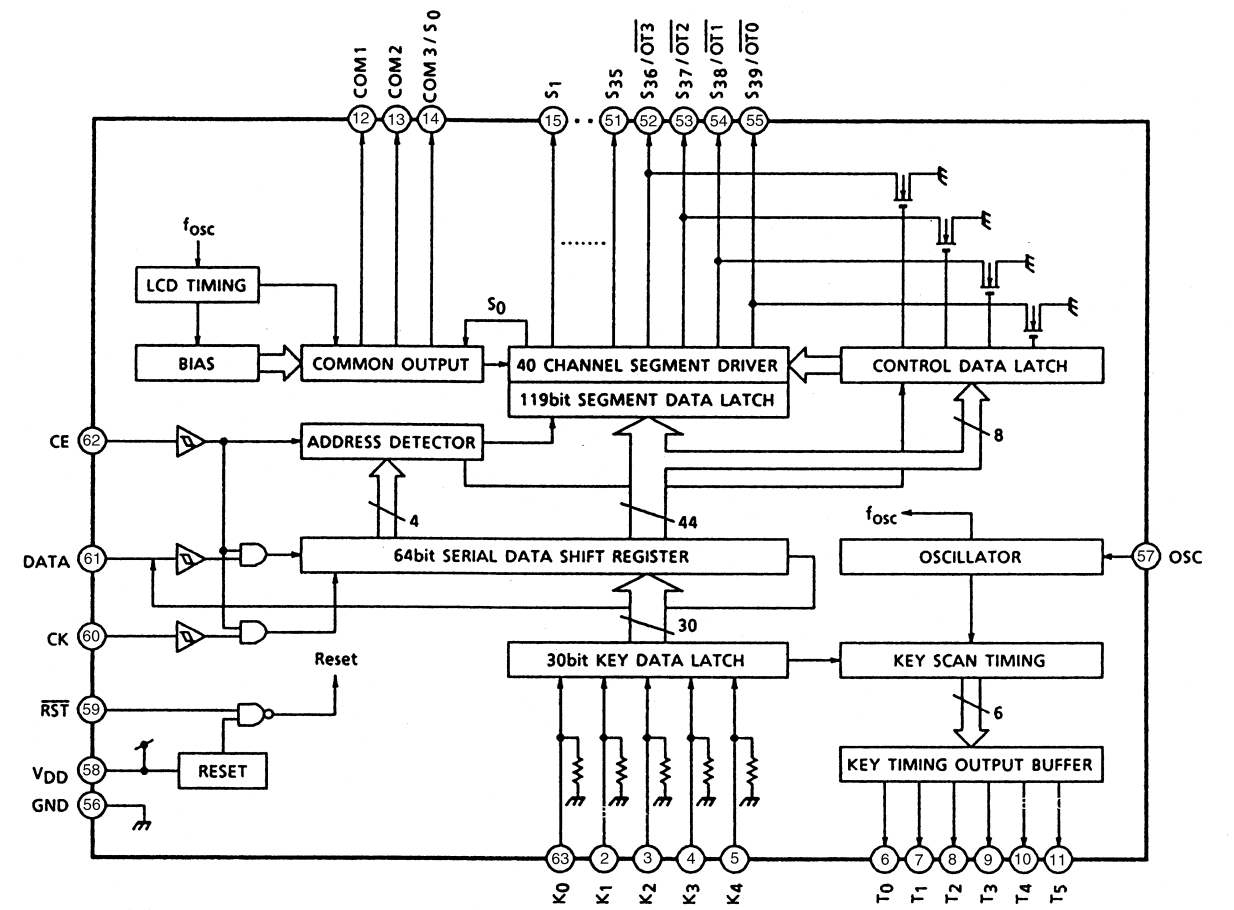 COM1
COM2
COM3/S0
S1
S35
S36/OT3
S37/OT2
S38/OT1
S39/OT0
12
13
14
15
51
52
53
54
55
fosc
LCD TIMING
S0
BIAS
COMMON OUTPUT
40 CHANNEL SEGMENT DRIVER
CONTROL DATA LATCH
119bit SEGMENT DATA LATCH
CE
62
ADDRESS DETECTOR
8
4
44
fosc
DATA
61
64bit SERIAL DATA SHIFT REGISTER
OSCILLATOR
57
OSC
CK
60
30
Reset
30bit KEY DATA LATCH
KEY SCAN TIMING
RST
59
6
VDD
58
RESET
KEY TIMING OUTPUT BUFFER
GND
56
63
2
3
4
5
6
7
8
9
10
11
K0
K1
K2
K3
K4
T0
T1
T2
T3
T4
T5